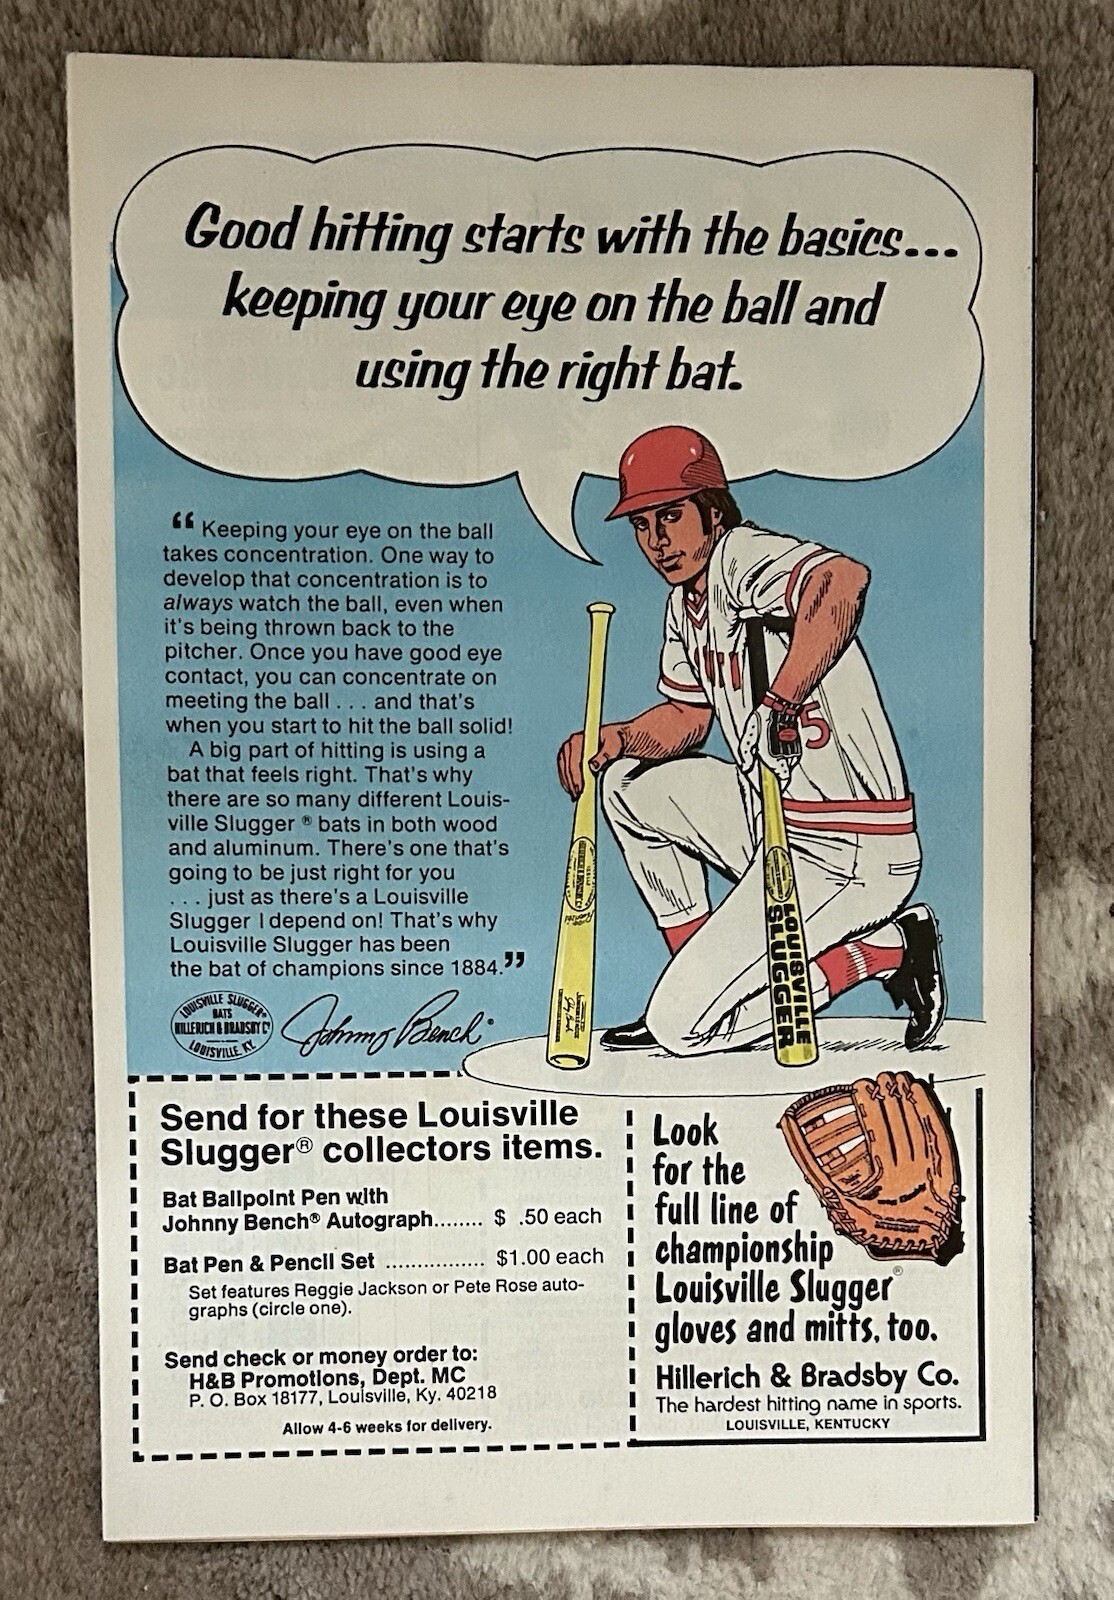 Good hitting starts with the basics...
keeping your eye on the ball and
using the right bat.
“ Keeping your eye on the ball
takes concentration. One way to
develop that concentration is to
always watch the ball, even when
it's being thrown back to the
pitcher. Once you have good eye
contact, you can concentrate on
meeting the ball . . . and that's
when you start to hit the ball solid!
A big part of hitting is using a
bat that feels right. That's why
there are so many different Louis-
ville Slugger ® bats in both wood
and aluminum. There's one that's
going to be just right for you
. . . just as there's a Louisville
Slugger I depend on! That's why
Louisville Slugger has been
the bat of champions since 1884.”
LOUISVILLE SLUGGER®
BATS
HILLERICH & BRADSBY Cº
LOUISVILLE, KY.
Johnny Bench®
5
LOUISVILLE
SLUGGER
Send for these Louisville
Slugger® collectors items.
Bat Ballpoint Pen with
Johnny Bench® Autograph........ $ .50 each
Bat Pen & Pencil Set ................ $1.00 each
Set features Reggie Jackson or Pete Rose auto-
graphs (circle one).
Send check or money order to:
H&B Promotions, Dept. MC
P. O. Box 18177, Louisville, Ky. 40218
Allow 4-6 weeks for delivery.
Look
for the
full line of
championship
Louisville Slugger®
gloves and mitts, too.
Hillerich & Bradsby Co.
The hardest hitting name in sports.
LOUISVILLE, KENTUCKY